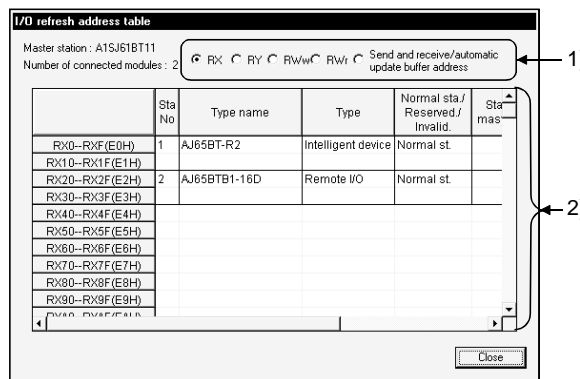 I/O refresh address table
Master station : A1SJ61BT11
Number of connected modules : 2
RX RY RWw RWr Send and receive/automatic
update buffer address
1
Sta
No
Type name
Type
Normal sta./
Reserved./
Invalid.
Sta
mas
RX0--RXF(E0H) 1 AJ65BT-R2 Intelligent device Normal st.
RX10--RX1F(E1H)
RX20--RX2F(E2H) 2 AJ65BTB1-16D Remote I/O Normal st.
RX30--RX3F(E3H)
RX40--RX4F(E4H)
RX50--RX5F(E5H)
RX60--RX6F(E6H)
RX70--RX7F(E7H)
RX80--RX8F(E8H)
RX90--RX9F(E9H)
2
Close